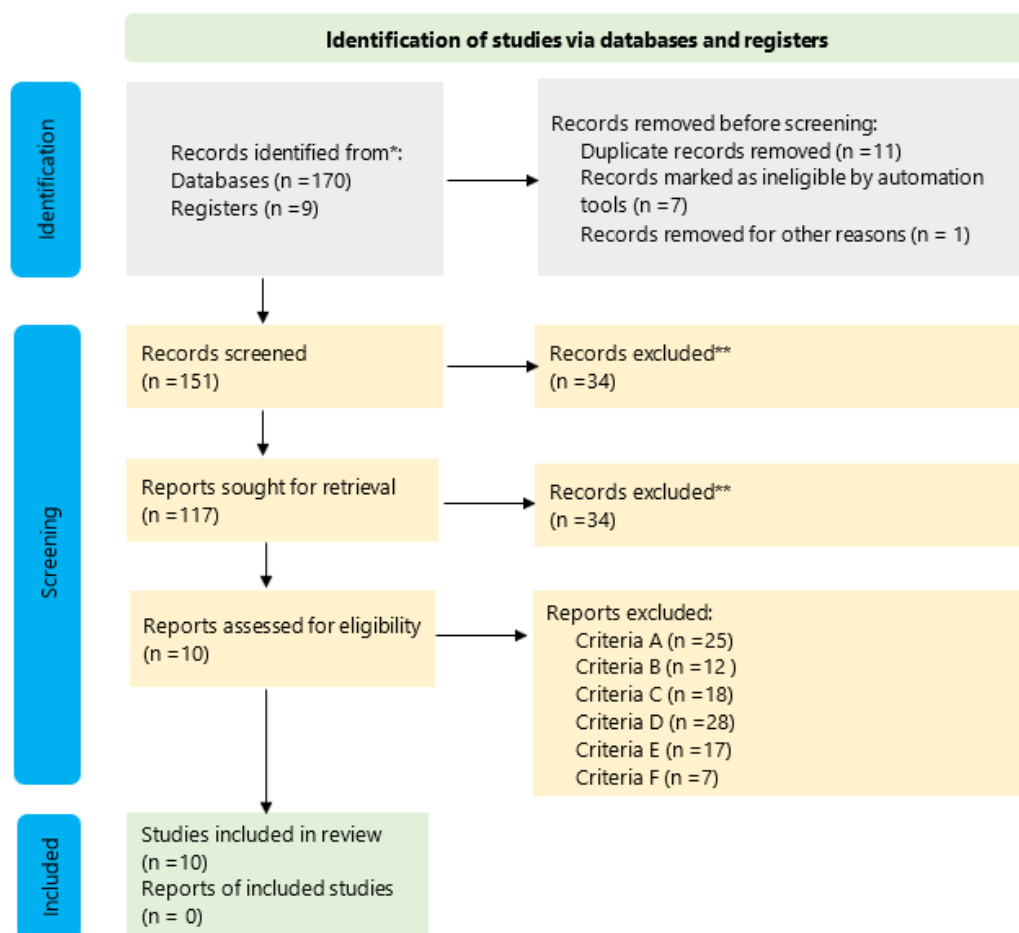 Identification of studies via databases and registers
Identification
Records identified from*:
Databases (n =170)
Registers (n =9)
Records removed before screening:
Duplicate records removed (n =11)
Records marked as ineligible by automation
tools (n =7)
Records removed for other reasons (n = 1)
Screening
Records screened
(n =151)
Records excluded**
(n =34)
Reports sought for retrieval
(n =117)
Records excluded**
(n =34)
Reports assessed for eligibility
(n =10)
Reports excluded:
Criteria A (n =25)
Criteria B (n =12 )
Criteria C (n =18)
Criteria D (n =28)
Criteria E (n =17)
Criteria F (n =7)
Included
Studies included in review
(n =10)
Reports of included studies
(n = 0)